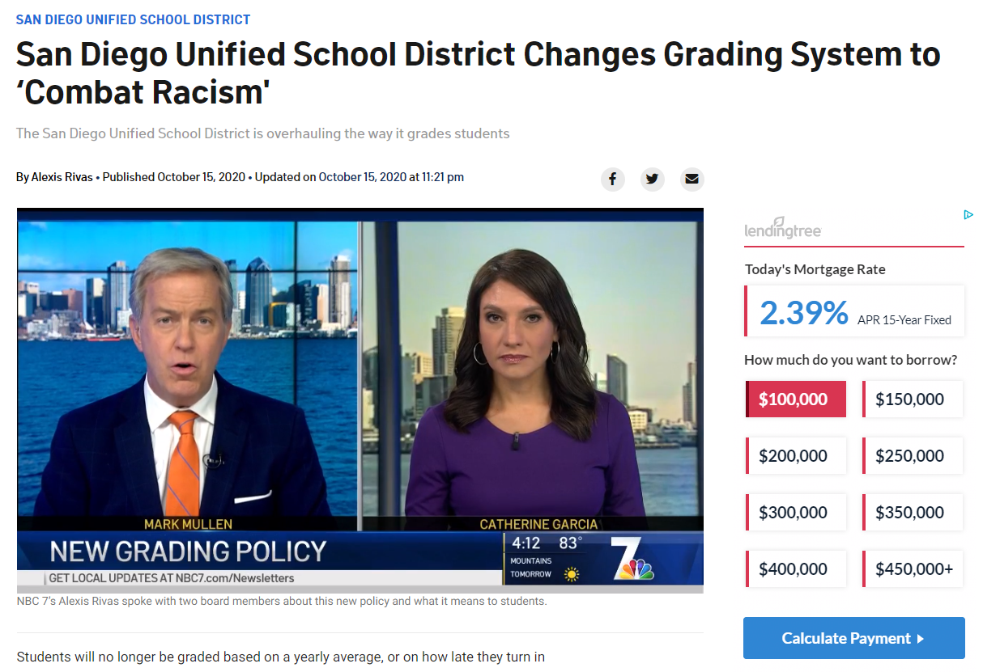 SAN DIEGO UNIFIED SCHOOL DISTRICT
San Diego Unified School District Changes Grading System to
‘Combat Racism'
The San Diego Unified School District is overhauling the way it grades students
By Alexis Rivas • Published October 15, 2020 • Updated on October 15, 2020 at 11:21 pm
MARK MULLEN
CATHERINE GARCIA
NEW GRADING POLICY
4:12 83°
MOUNTAINS
TOMORROW
7
GET LOCAL UPDATES AT NBC7.com/Newsletters
NBC 7’s Alexis Rivas spoke with two board members about this new policy and what it means to students.
Students will no longer be graded based on a yearly average, or on how late they turn in
lendingtree
Today's Mortgage Rate
2.39% APR 15-Year Fixed
How much do you want to borrow?
$100,000 $150,000
$200,000 $250,000
$300,000 $350,000
$400,000 $450,000+
Calculate Payment